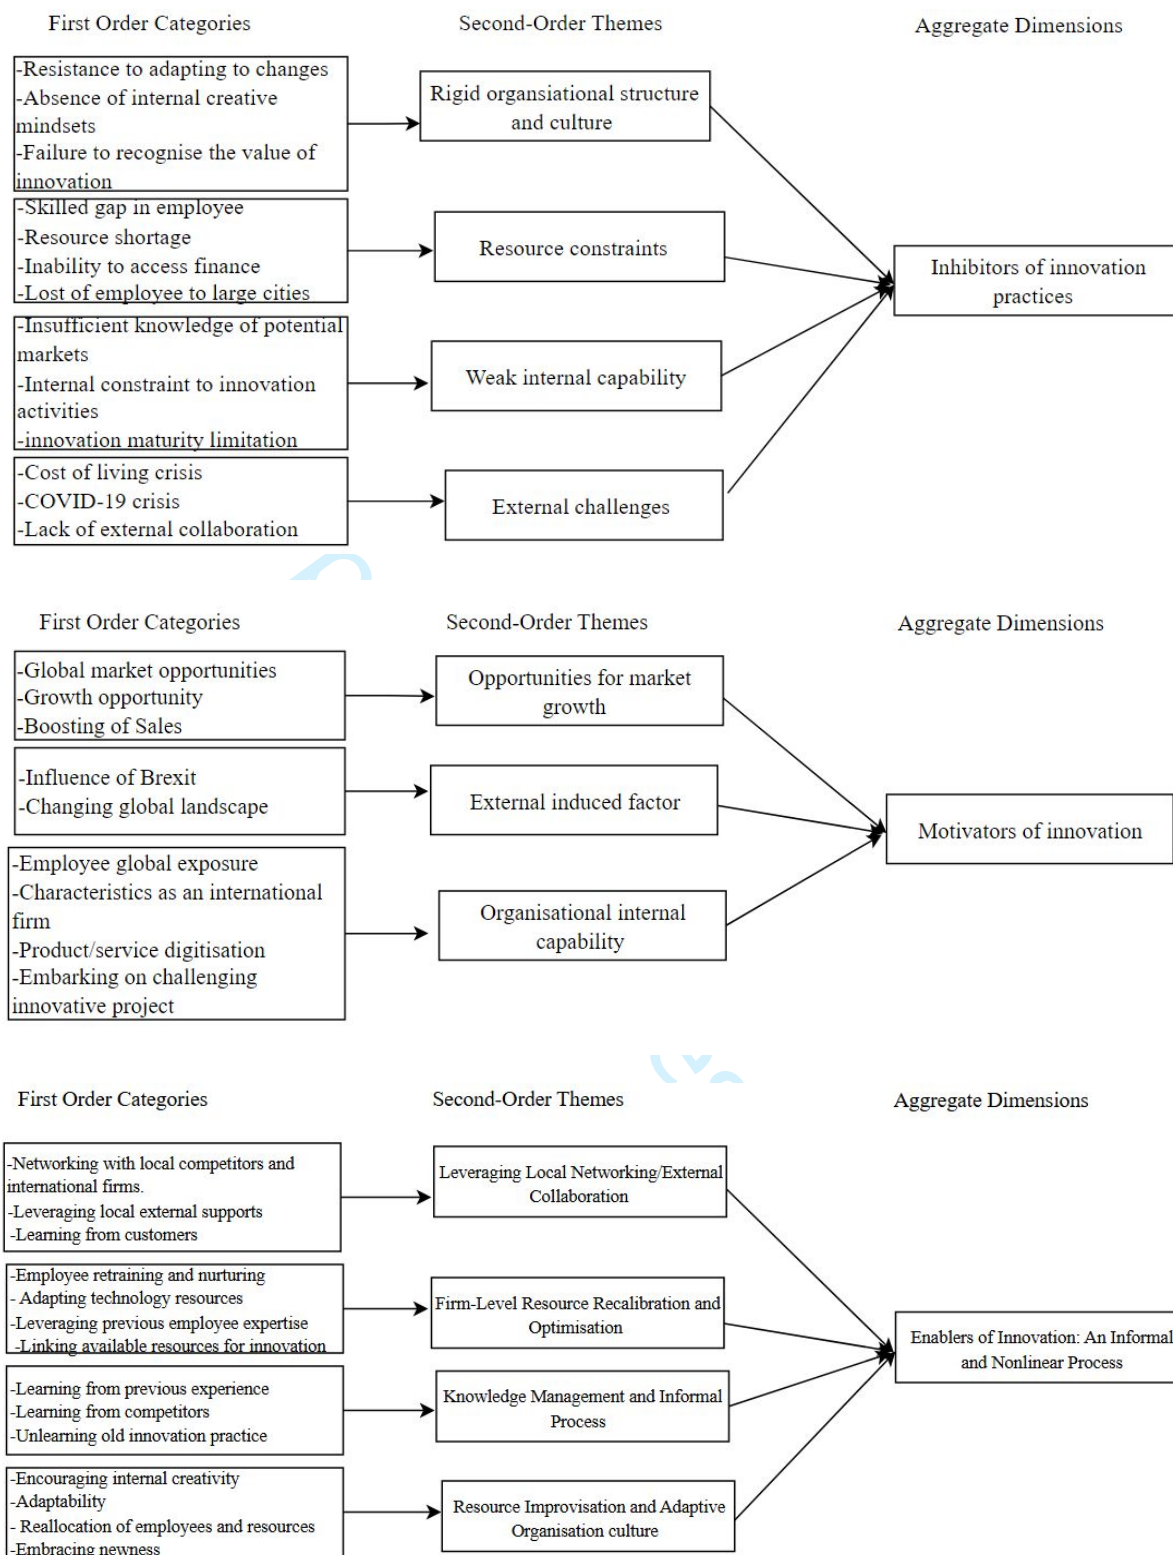 First Order Categories
Second-Order Themes
Aggregate Dimensions
-Resistance to adapting to changes
-Absence of internal creative
mindsets
-Failure to recognise the value of
innovation
Rigid organsiational structure
and culture
-Skilled gap in employee
-Resource shortage
-Inability to access finance
-Lost of employee to large cities
Resource constraints
Inhibitors of innovation
practices
-Insufficient knowledge of potential
markets
-Internal constraint to innovation
activities
-innovation maturity limitation
Weak internal capability
-Cost of living crisis
-COVID-19 crisis
-Lack of external collaboration
External challenges
First Order Categories
Second-Order Themes
Aggregate Dimensions
-Global market opportunities
-Growth opportunity
-Boosting of Sales
Opportunities for market
growth
-Influence of Brexit
-Changing global landscape
External induced factor
Motivators of innovation
-Employee global exposure
-Characteristics as an international
firm
-Product/service digitisation
-Embarking on challenging
innovative project
Organisational internal
capability
First Order Categories
Second-Order Themes
Aggregate Dimensions
-Networking with local competitors and
international firms.
-Leveraging local external supports
-Learning from customers
Leveraging Local Networking/External
Collaboration
-Employee retraining and nurturing
- Adapting technology resources
-Leveraging previous employee expertise
-Linking available resources for innovation
Firm-Level Resource Recalibration and
Optimisation
Enablers of Innovation: An Informal
and Nonlinear Process
-Learning from previous experience
-Learning from competitors
-Unlearning old innovation practice
Knowledge Management and Informal
Process
-Encouraging internal creativity
-Adaptability
- Reallocation of employees and resources
-Embracing newness
Resource Improvisation and Adaptive
Organisation culture